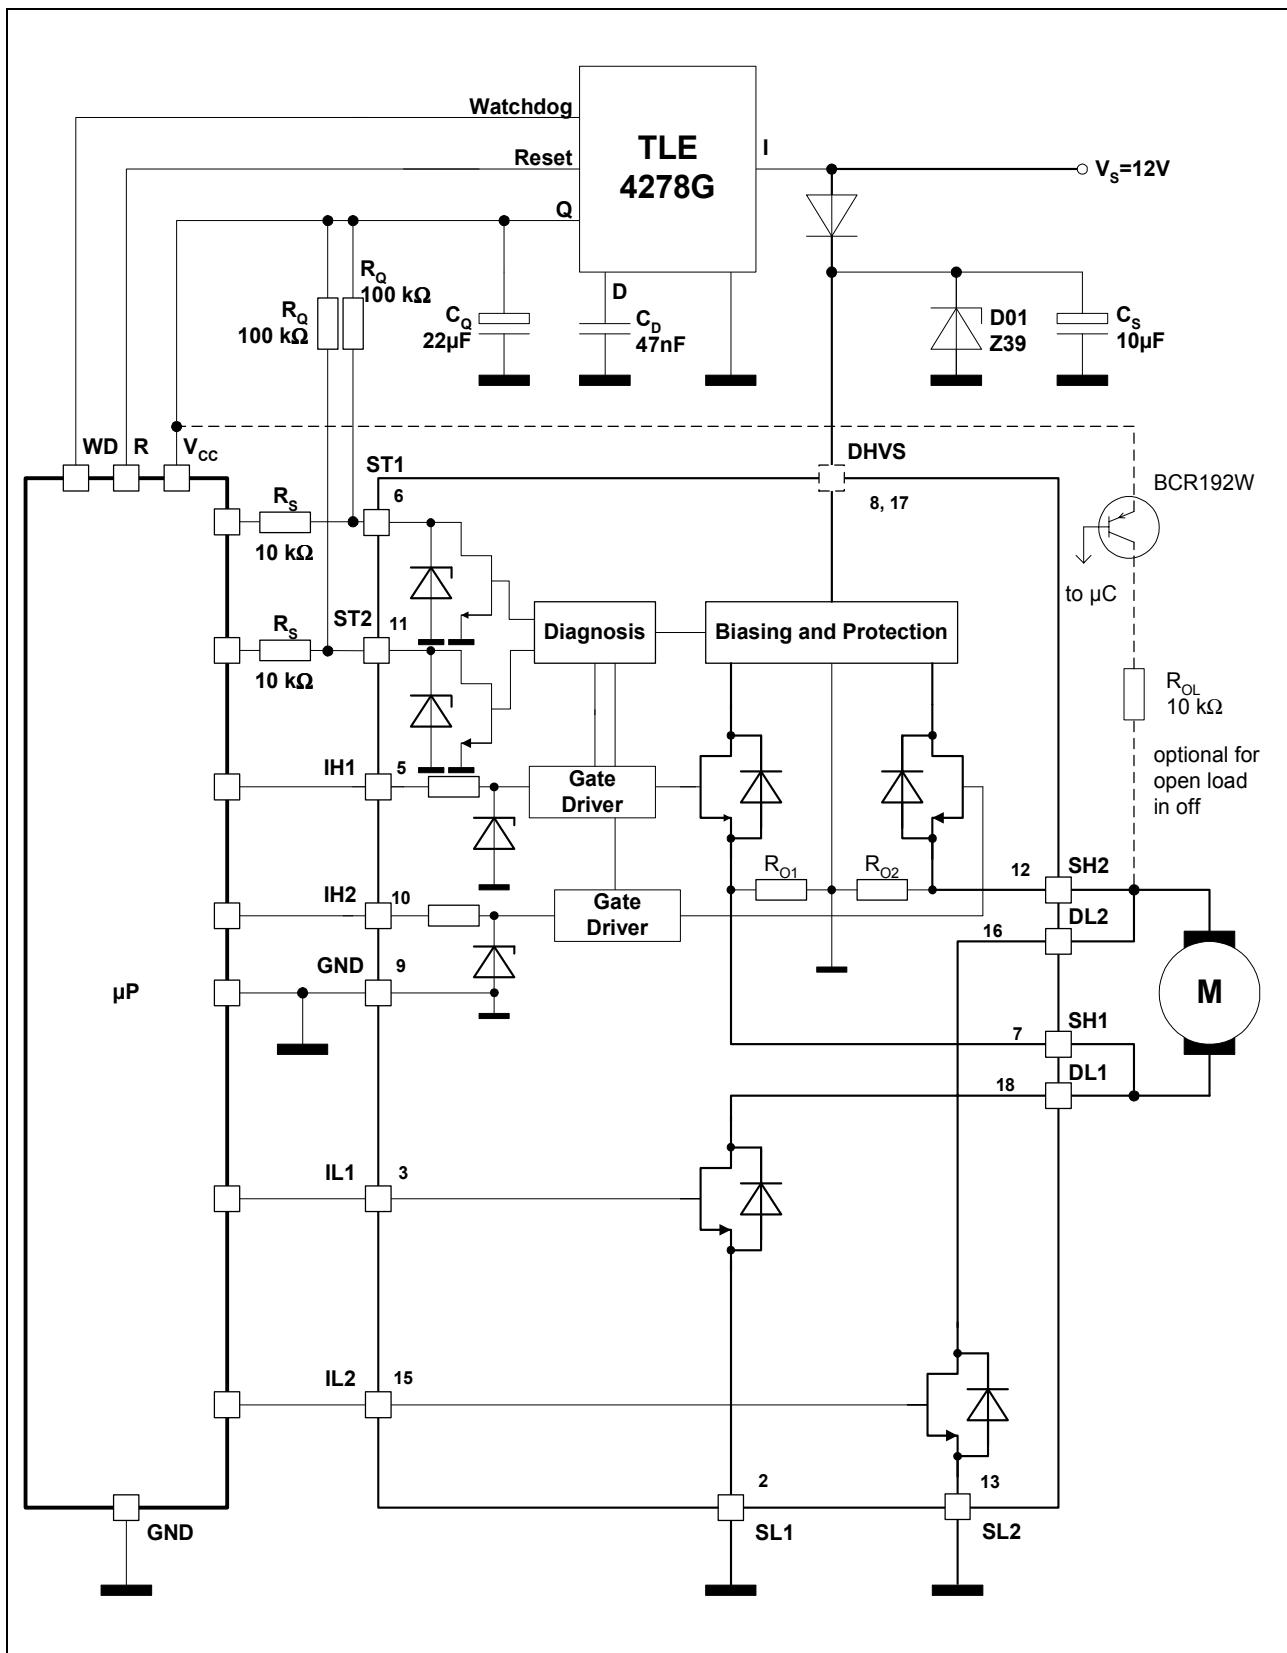 Watchdog
TLE
4278G
I
Reset
V_S=12V
Q
R_Q
100 kΩ
D
R_Q
100 kΩ
C_Q
22µF
C_D
47nF
D01
Z39
C_S
10µF
WD
R
V_CC
ST1
DHVS
BCR192W
R_S
6
8, 17
10 kΩ
to µC
ST2
R_S
11
Diagnosis
Biasing and Protection
10 kΩ
R_OL
10 kΩ
optional for
open load
in off
IH1
5
Gate
Driver
R_O1
R_O2
12
SH2
IH2
10
Gate
Driver
DL2
16
GND
9
µP
M
SH1
7
DL1
18
IL1
3
IL2
15
2
13
GND
SL1
SL2